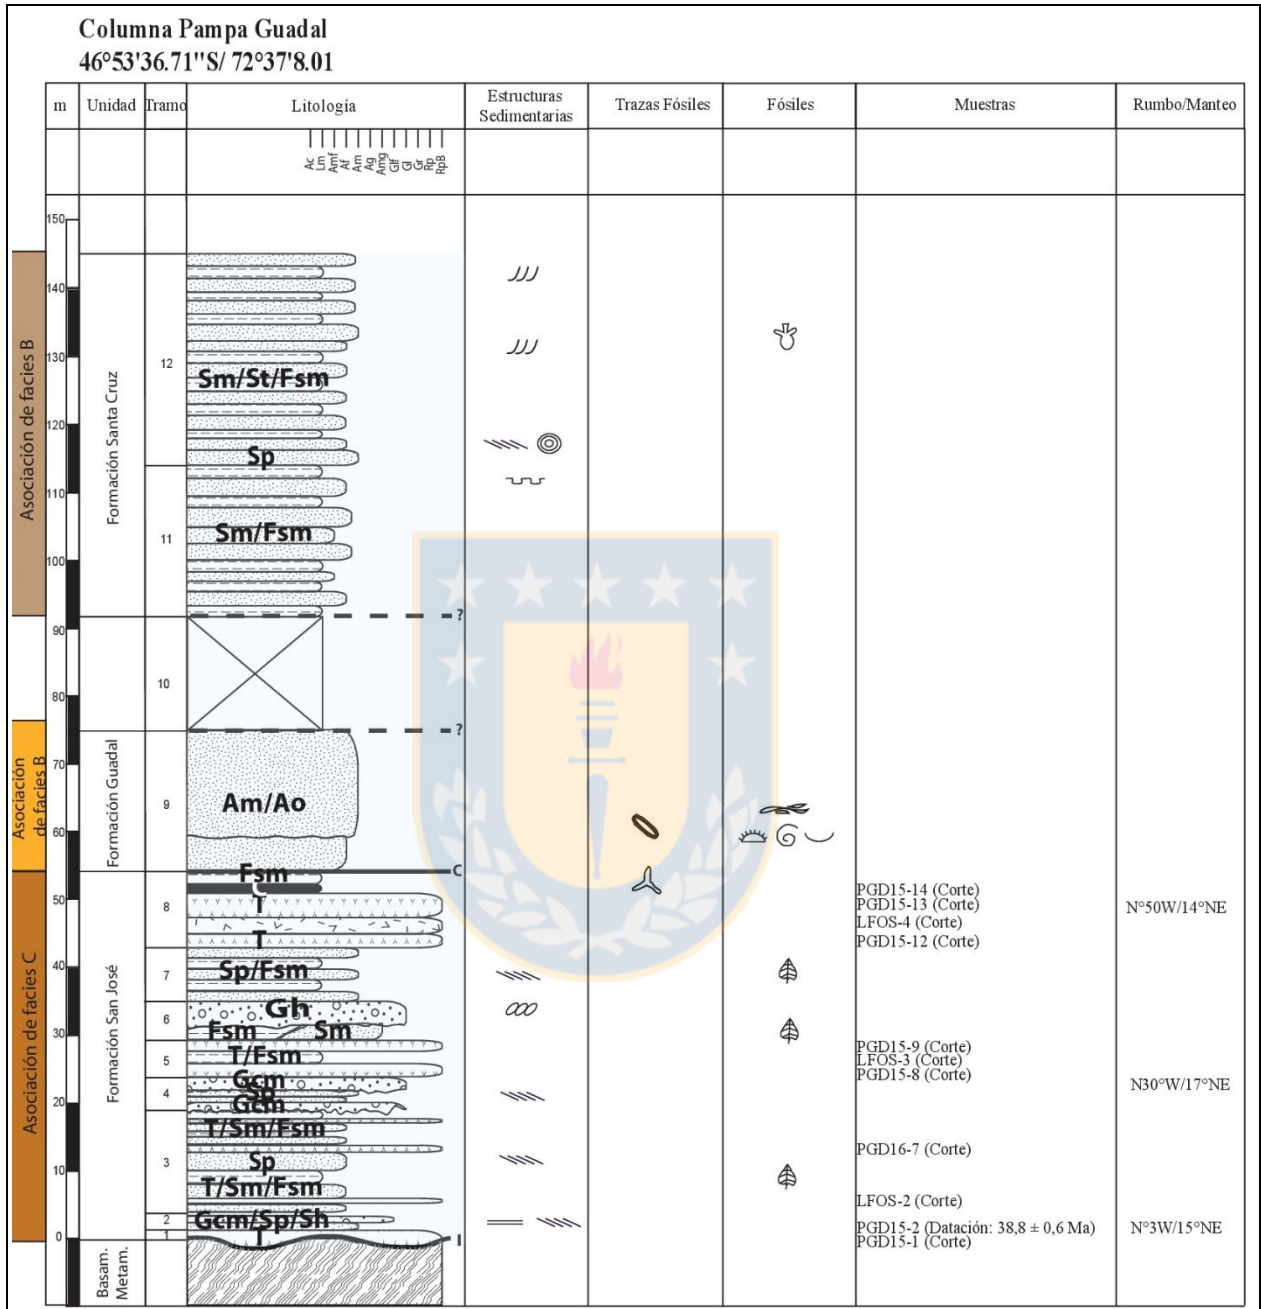 Columna Pampa Guadal
46°53'36.71''S/ 72°37'8.01
m Unidad Tramo Litología Estructuras Sedimentarias Trazas Fósiles Fósiles Muestras Rumbo/Manteo
Ac Lm Amf Af Am Ag Amg Glf Gl Gr Rp RpB
150
140
130
120
110
100
90
80
70
60
50
40
30
20
10
0
Asociación de facies B
Asociación
de facies B
Asociación de facies C
Formación Santa Cruz
Formación Guadal
Formación San José
Basam.
Metam.
12
Sm/St/Fsm
Sp
11
Sm/Fsm
?
10
?
9
Am/Ao
Fsm
C
C
8
T
T
7
Sp/Fsm
6
Gh
Fsm Sm
5
T/Fsm
4
Gcm
Sp
Gcm
3
T/Sm/Fsm
Sp
T/Sm/Fsm
2
Gcm/Sp/Sh
1
T
I
PGD15-14 (Corte)
PGD15-13 (Corte)
LFOS-4 (Corte)
PGD15-12 (Corte)
PGD15-9 (Corte)
LFOS-3 (Corte)
PGD15-8 (Corte)
PGD16-7 (Corte)
LFOS-2 (Corte)
PGD15-2 (Datación: 38,8 ± 0,6 Ma)
PGD15-1 (Corte)
N°50W/14°NE
N30°W/17°NE
N°3W/15°NE